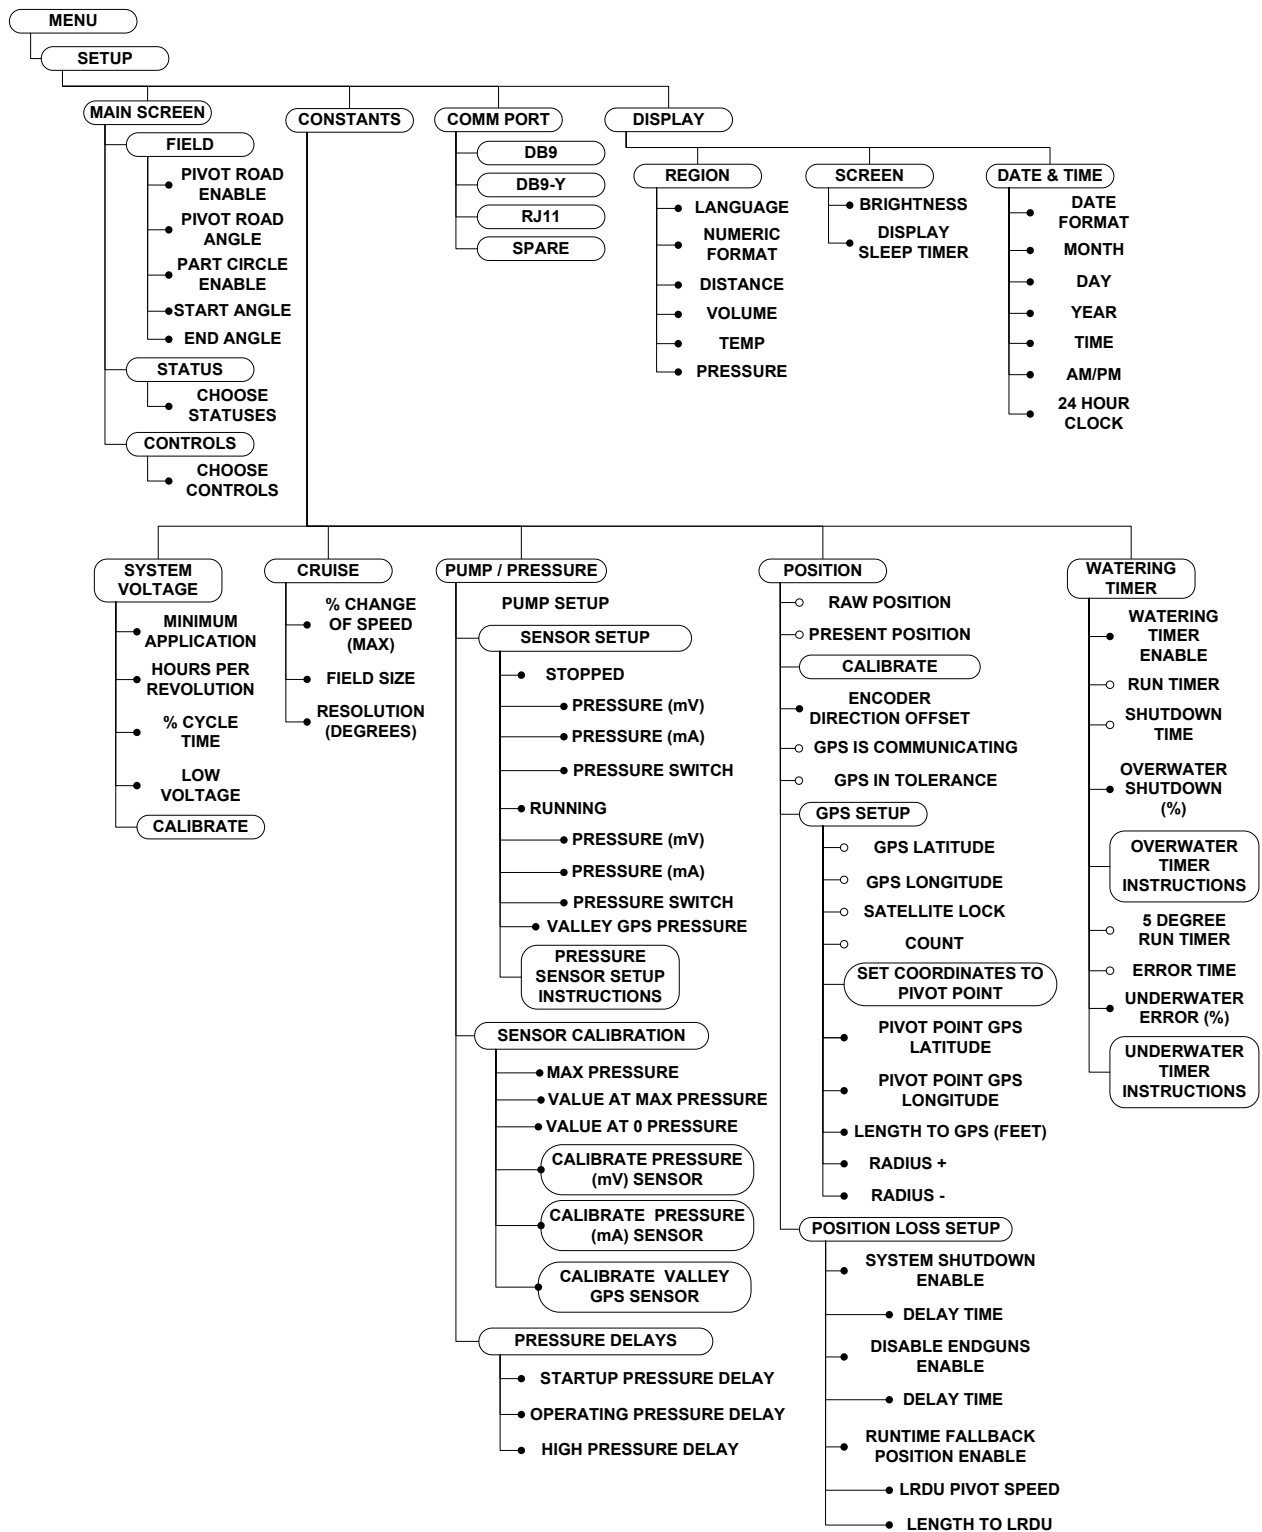 MENU
SETUP
MAIN SCREEN
FIELD
PIVOT ROAD
ENABLE
PIVOT ROAD
ANGLE
PART CIRCLE
ENABLE
START ANGLE
END ANGLE
STATUS
CHOOSE
STATUSES
CONTROLS
CHOOSE
CONTROLS
CONSTANTS
COMM PORT
DB9
DB9-Y
RJ11
SPARE
DISPLAY
REGION
LANGUAGE
NUMERIC
FORMAT
DISTANCE
VOLUME
TEMP
PRESSURE
SCREEN
BRIGHTNESS
DISPLAY
SLEEP TIMER
DATE & TIME
DATE
FORMAT
MONTH
DAY
YEAR
TIME
AM/PM
24 HOUR
CLOCK
SYSTEM
VOLTAGE
MINIMUM
APPLICATION
HOURS PER
REVOLUTION
% CYCLE
TIME
LOW
VOLTAGE
CALIBRATE
CRUISE
% CHANGE
OF SPEED
(MAX)
FIELD SIZE
RESOLUTION
(DEGREES)
PUMP / PRESSURE
PUMP SETUP
SENSOR SETUP
STOPPED
PRESSURE (mV)
PRESSURE (mA)
PRESSURE SWITCH
RUNNING
PRESSURE (mV)
PRESSURE (mA)
PRESSURE SWITCH
VALLEY GPS PRESSURE
PRESSURE
SENSOR SETUP
INSTRUCTIONS
SENSOR CALIBRATION
MAX PRESSURE
VALUE AT MAX PRESSURE
VALUE AT 0 PRESSURE
CALIBRATE PRESSURE
(mV) SENSOR
CALIBRATE PRESSURE
(mA) SENSOR
CALIBRATE VALLEY
GPS SENSOR
PRESSURE DELAYS
STARTUP PRESSURE DELAY
OPERATING PRESSURE DELAY
HIGH PRESSURE DELAY
POSITION
RAW POSITION
PRESENT POSITION
CALIBRATE
ENCODER
DIRECTION OFFSET
GPS IS COMMUNICATING
GPS IN TOLERANCE
GPS SETUP
GPS LATITUDE
GPS LONGITUDE
SATELLITE LOCK
COUNT
SET COORDINATES TO
PIVOT POINT
PIVOT POINT GPS
LATITUDE
PIVOT POINT GPS
LONGITUDE
LENGTH TO GPS (FEET)
RADIUS +
RADIUS -
POSITION LOSS SETUP
SYSTEM SHUTDOWN
ENABLE
DELAY TIME
DISABLE ENDGUNS
ENABLE
DELAY TIME
RUNTIME FALLBACK
POSITION ENABLE
LRDU PIVOT SPEED
LENGTH TO LRDU
WATERING
TIMER
WATERING
TIMER
ENABLE
RUN TIMER
SHUTDOWN
TIME
OVERWATER
SHUTDOWN
(%)
OVERWATER
TIMER
INSTRUCTIONS
5 DEGREE
RUN TIMER
ERROR TIME
UNDERWATER
ERROR (%)
UNDERWATER
TIMER
INSTRUCTIONS